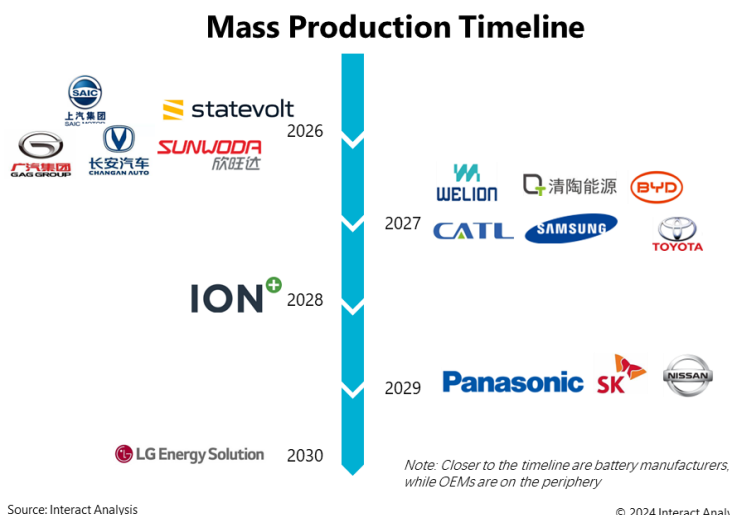 Mass Production Timeline
SAIC
上汽集团
SAIC MOTOR
statevolt
2026
广汽集团
GAG GROUP
长安汽车
CHANGAN AUTO
SUNWODA
欣旺达
WELION
清陶能源
BYD
2027
CATL
SAMSUNG
TOYOTA
ION+
2028
2029
Panasonic
SK
NISSAN
LG Energy Solution
2030
Note: Closer to the timeline are battery manufacturers,
while OEMs are on the periphery
Source: Interact Analysis
© 2024 Interact Analy